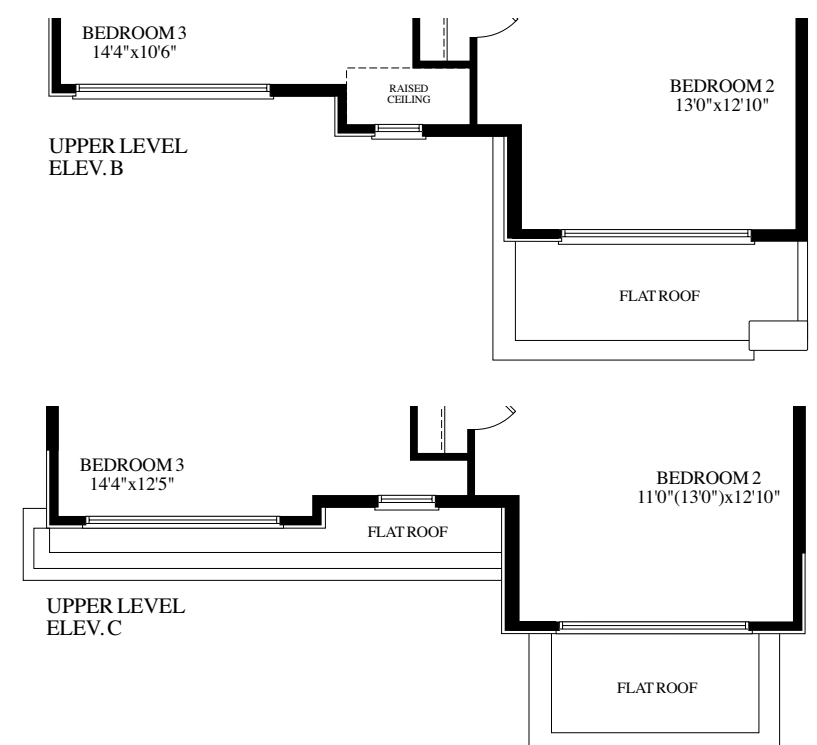 BEDROOM 3
14'4"x10'6"
RAISED
CEILING
BEDROOM 2
13'0"x12'10"
UPPER LEVEL
ELEV. B
FLAT ROOF
BEDROOM 3
14'4"x12'5"
BEDROOM 2
11'0"(13'0")x12'10"
FLAT ROOF
UPPER LEVEL
ELEV. C
FLAT ROOF